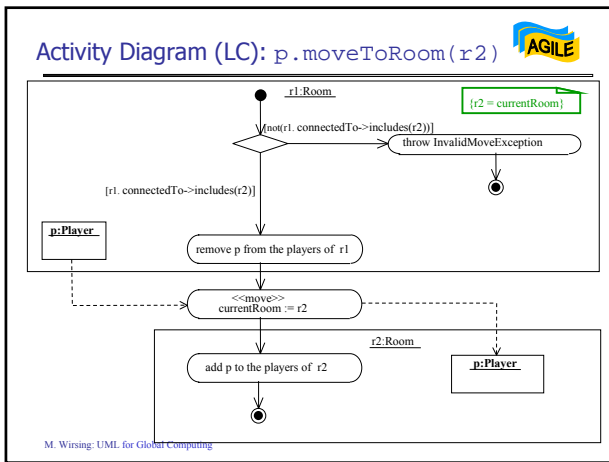 Activity Diagram (LC): p.moveToRoom(r2)
AGILE
r1:Room
{r2 = currentRoom}
[not(r1. connectedTo->includes(r2))]
throw InvalidMoveException
[r1. connectedTo->includes(r2)]
p:Player
remove p from the players of r1
<<move>>
currentRoom := r2
r2:Room
add p to the players of r2
p:Player
M. Wirsing: UML for Global Computing